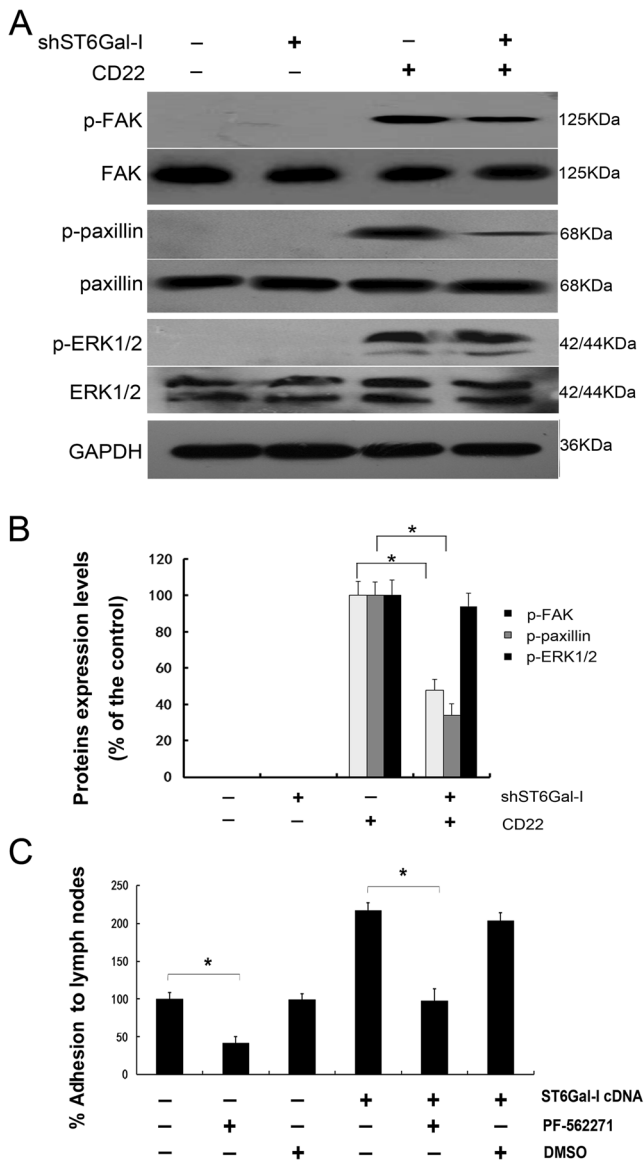 A
shST6Gal-I – + – +
CD22 – – + +
p-FAK 125KDa
FAK 125KDa
p-paxillin 68KDa
paxillin 68KDa
p-ERK1/2 42/44KDa
ERK1/2 42/44KDa
GAPDH 36KDa
B
Proteins expression levels
(% of the control)
120
100
80
60
40
20
0
* *
p-FAK
p-paxillin
p-ERK1/2
– + – + shST6Gal-I
– – + + CD22
C
% Adhesion to lymph nodes
250
200
150
100
50
0
* *
– – – + + + ST6Gal-I cDNA
– + – – + – PF-562271
– – + – – + DMSO